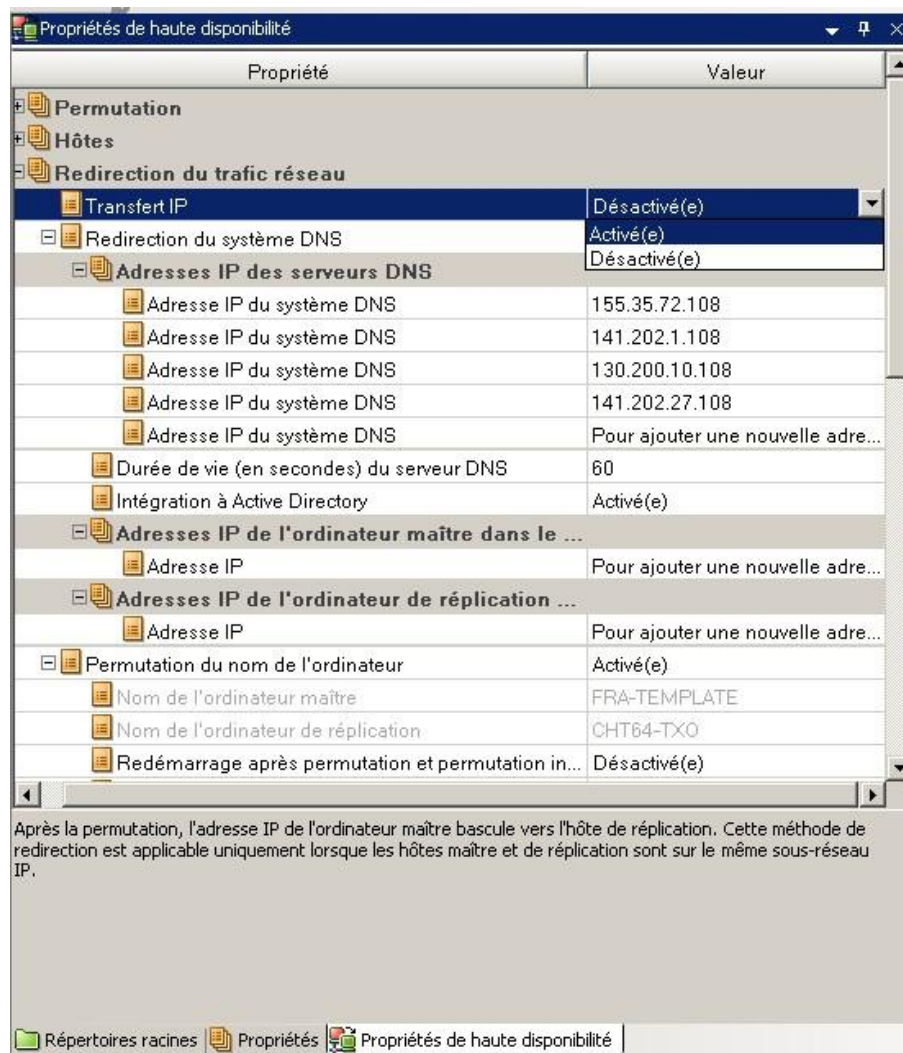 Propriétés de haute disponibilité
Propriété Valeur
Permutation
Hôtes
Redirection du trafic réseau
Transfert IP Désactivé(e)
Redirection du système DNS Activé(e)
Désactivé(e)
Adresses IP des serveurs DNS
Adresse IP du système DNS 155.35.72.108
Adresse IP du système DNS 141.202.1.108
Adresse IP du système DNS 130.200.10.108
Adresse IP du système DNS 141.202.27.108
Adresse IP du système DNS Pour ajouter une nouvelle adre...
Durée de vie (en secondes) du serveur DNS 60
Intégration à Active Directory Activé(e)
Adresses IP de l'ordinateur maître dans le ...
Adresse IP Pour ajouter une nouvelle adre...
Adresses IP de l'ordinateur de réplication ...
Adresse IP Pour ajouter une nouvelle adre...
Permutation du nom de l'ordinateur Activé(e)
Nom de l'ordinateur maître FRA-TEMPLATE
Nom de l'ordinateur de réplication CHT64-TXO
Redémarrage après permutation et permutation in... Désactivé(e)
Après la permutation, l'adresse IP de l'ordinateur maître bascule vers l'hôte de réplication. Cette méthode de
redirection est applicable uniquement lorsque les hôtes maître et de réplication sont sur le même sous-réseau
IP.
Répertoires racines Propriétés Propriétés de haute disponibilité